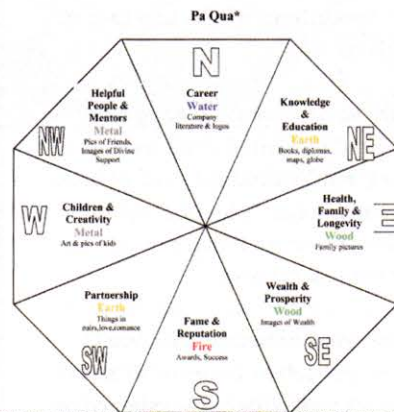 Pa Qua*
N
Career
Water
Company
literature & logos
Knowledge
&
Education
Earth
Books, diplomas,
maps, globe
NE
Health,
Family &
Longevity
Wood
Family pictures
E
Wealth &
Prosperity
Wood
Images of Wealth
SE
Fame &
Reputation
Fire
Awards, Success
S
Partnership
Earth
Things in
pairs,love,romance
SW
Children &
Creativity
Metal
Art & pics of kids
W
Helpful
People &
Mentors
Metal
Pics of Friends,
Images of Divine
Support
NW